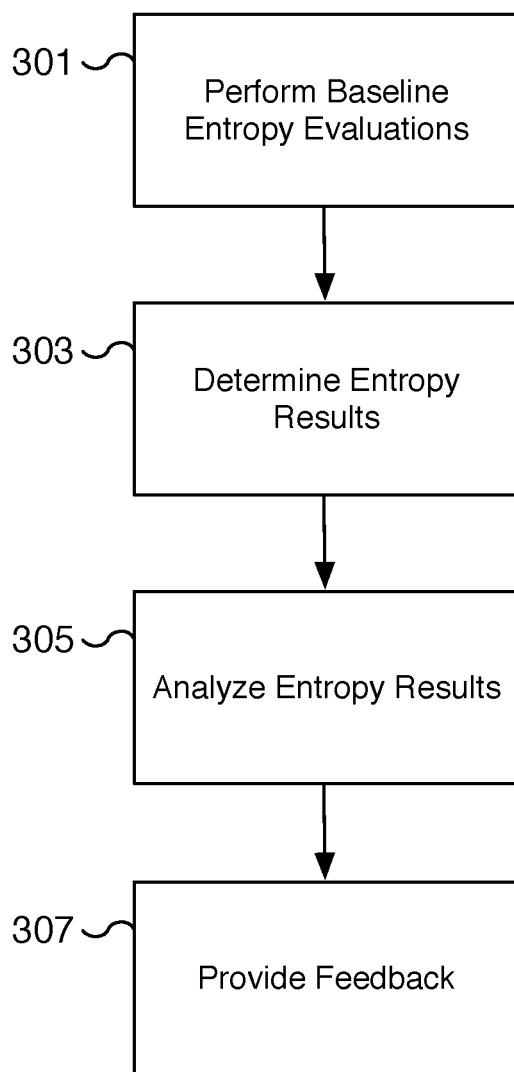 301
Perform Baseline
Entropy Evaluations
303
Determine Entropy
Results
305
Analyze Entropy Results
307
Provide Feedback